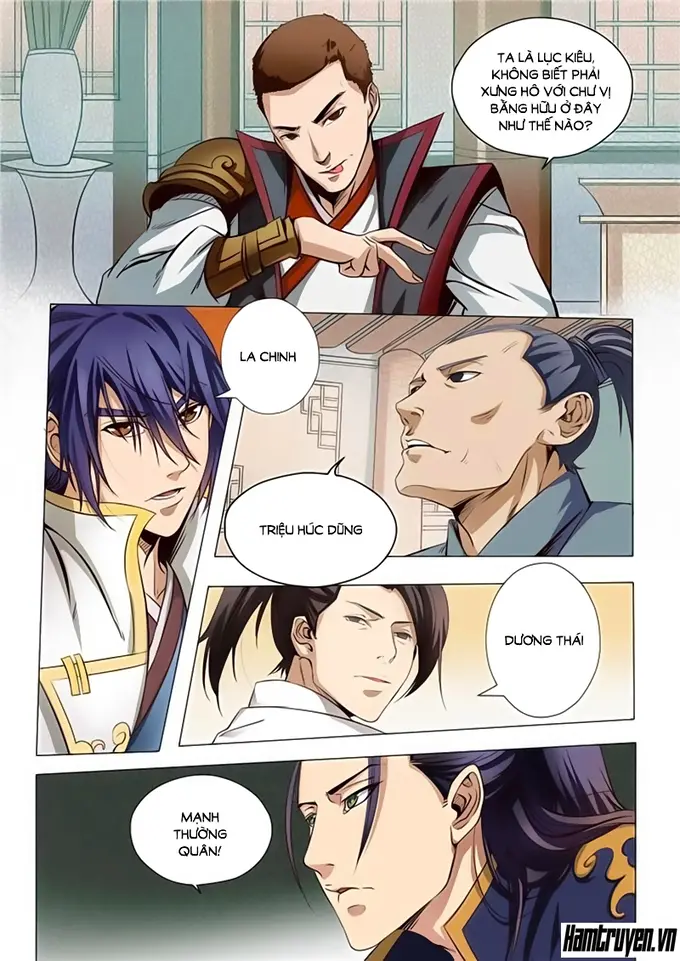 TA LÀ LỤC KIÊU,
KHÔNG BIẾT PHẢI
XƯNG HÔ VỚI CHƯ VỊ
BẰNG HỮU Ở ĐÂY
NHƯ THẾ NÀO?
LA CHINH
TRIỆU HÚC DŨNG
DƯƠNG THÁI
MẠNH
THƯỜNG
QUÂN!
Hamtruyen.vn